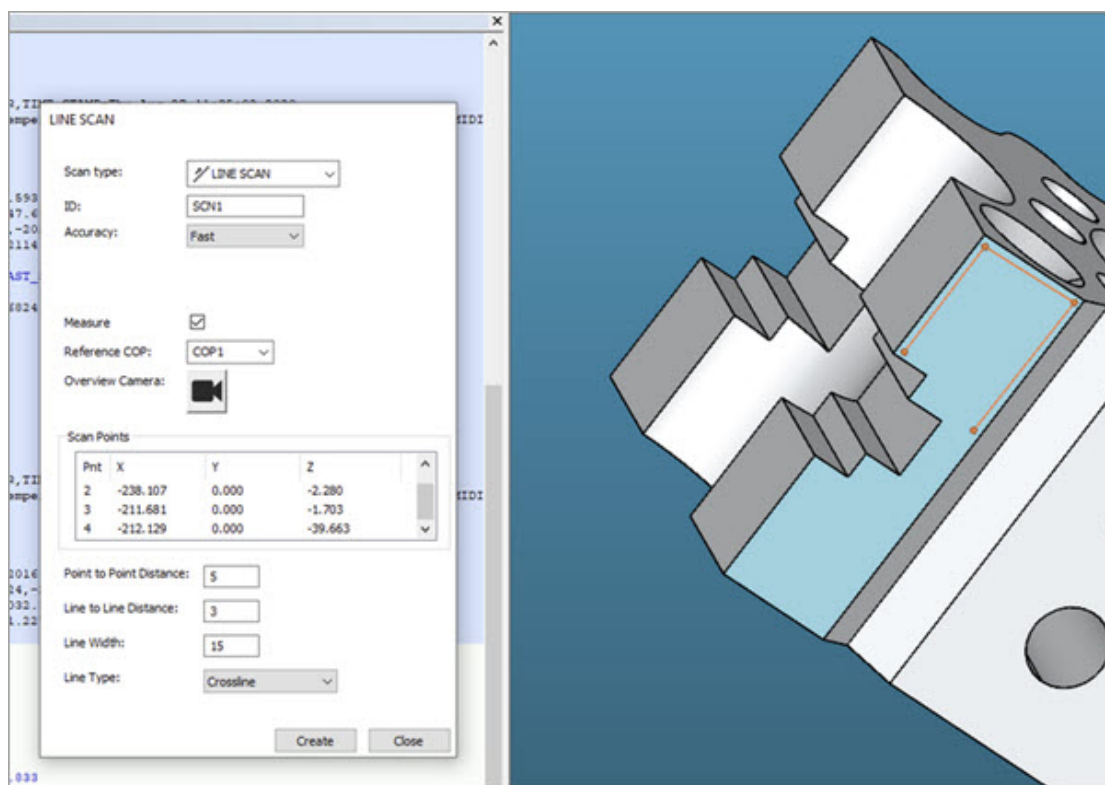 LINE SCAN
Scan type: LINE SCAN
ID: SCN1
Accuracy: Fast
Measure
Reference COP: COP1
Overview Camera:
Scan Points
Pnt X Y Z
2 -238.107 0.000 -2.280
3 -211.681 0.000 -1.703
4 -212.129 0.000 -39.663
Point to Point Distance: 5
Line to Line Distance: 3
Line Width: 15
Line Type: Crossline
Create Close